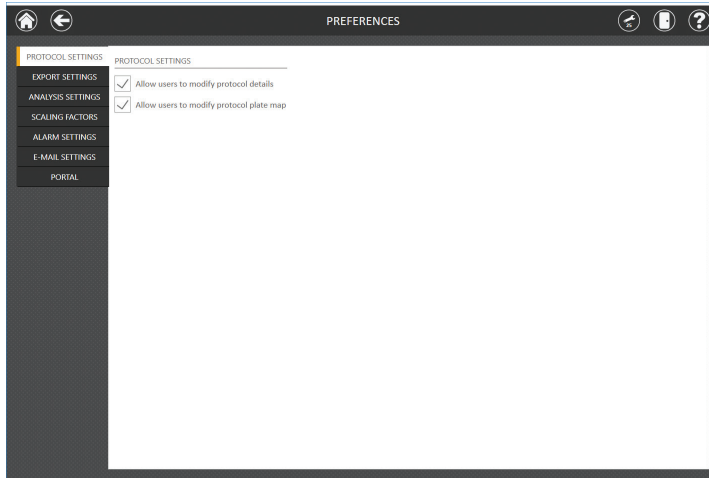 PREFERENCES
PROTOCOL SETTINGS
EXPORT SETTINGS
ANALYSIS SETTINGS
SCALING FACTORS
ALARM SETTINGS
E-MAIL SETTINGS
PORTAL
PROTOCOL SETTINGS
Allow users to modify protocol details
Allow users to modify protocol plate map